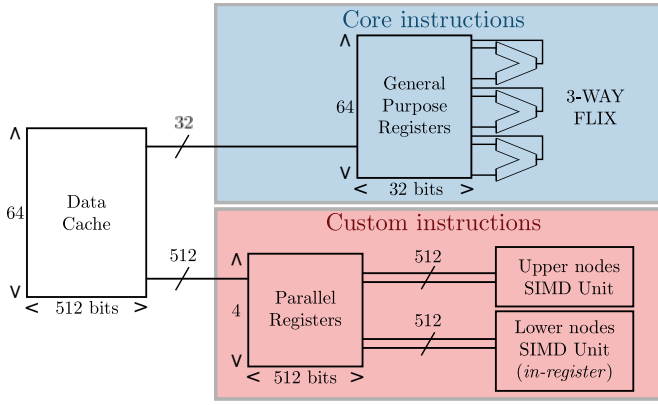 Core instructions
General
Purpose
Registers
64
32 bits
3-WAY
FLIX
32
Data
Cache
64
512 bits
512
Custom instructions
Parallel
Registers
4
512 bits
512
Upper nodes
SIMD Unit
512
Lower nodes
SIMD Unit
(in-register)